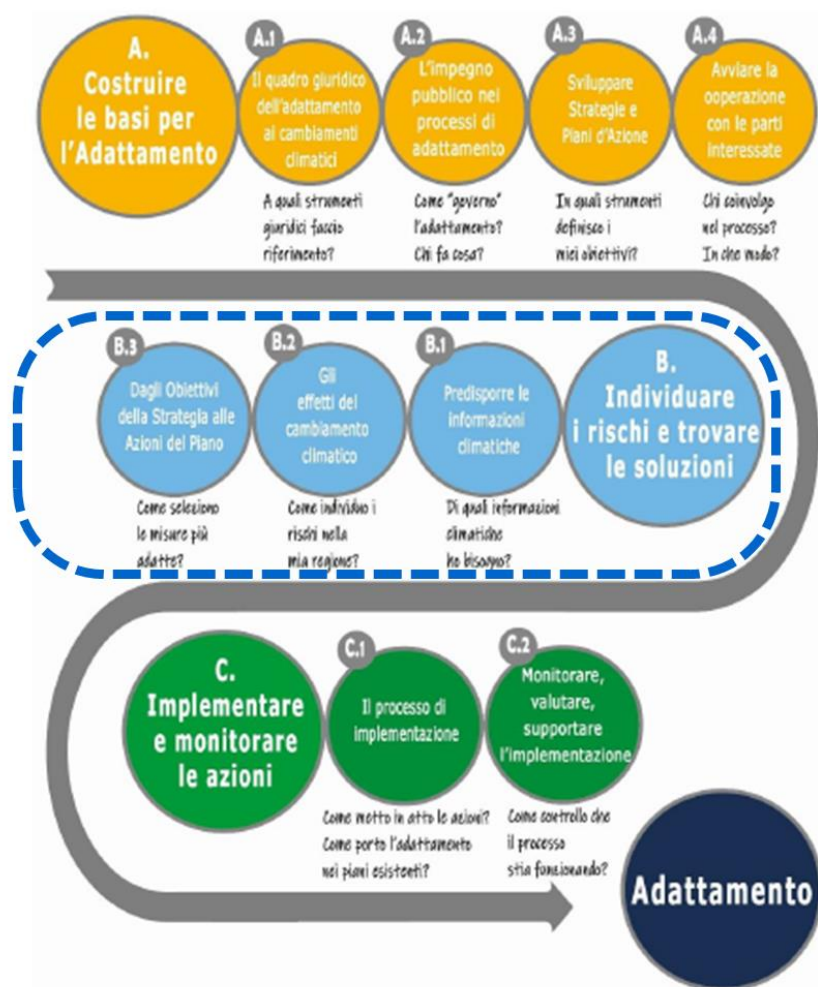 A.
Costruire
le basi per
l'Adattamento
A.1
Il quadro giuridico
dell'adattamento
ai cambiamenti
climatici
A quali strumenti
giuridici faccio
riferimento?
A.2
L'impegno
pubblico nei
processi di
adattamento
Come "governo"
l'adattamento?
Chi fa cosa?
A.3
Sviluppare
Strategie e
Piani d'Azione
In quali strumenti
definisco i
miei obiettivi?
A.4
Avviare la
ooperazione
con le parti
interessate
Chi coinvolgo
nel processo?
In che modo?
B.
Individuare
i rischi e trovare
le soluzioni
B.1
Predisporre le
informazioni
climatiche
Di quali informazioni
climatiche
ho bisogno?
B.2
Gli
effetti del
cambiamento
climatico
Come individuo i
rischi nella
mia regione?
B.3
Dagli Obiettivi
della Strategia alle
Azioni del Piano
Come seleziono
le misure più
adatte?
C.
Implementare
e monitorare
le azioni
C.1
Il processo di
implementazione
Come metto in atto le azioni?
Come porto l'adattamento
nei piani esistenti?
C.2
Monitorare,
valutare,
supportare
l'implementazione
Come controllo che
il processo
stia funzionando?
Adattamento